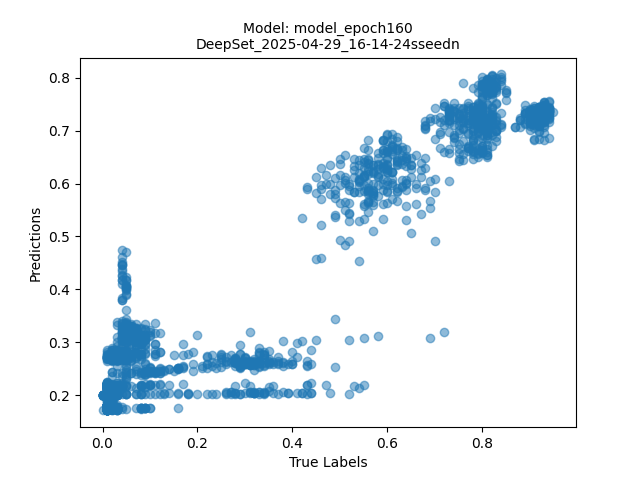 Model: model_epoch160
DeepSet_2025-04-29_16-14-24sseedn
0.8
0.7
0.6
0.5
0.4
0.3
0.2
Predictions
0.0 0.2 0.4 0.6 0.8
True Labels